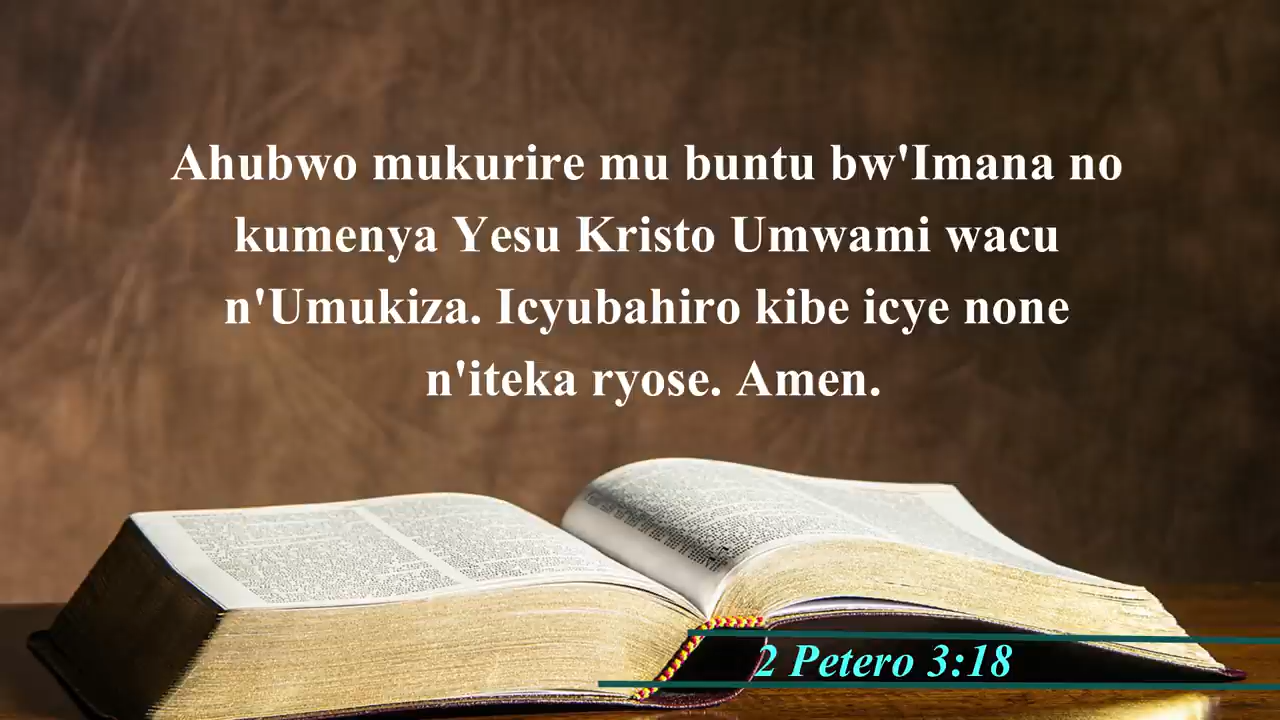 Ahubwo mukurire mu buntu bw'Imana no
kumenya Yesu Kristo Umwami wacu
n'Umukiza. Icyubahiro kibe icye none
n'iteka ryose. Amen.
2 Petero 3:18